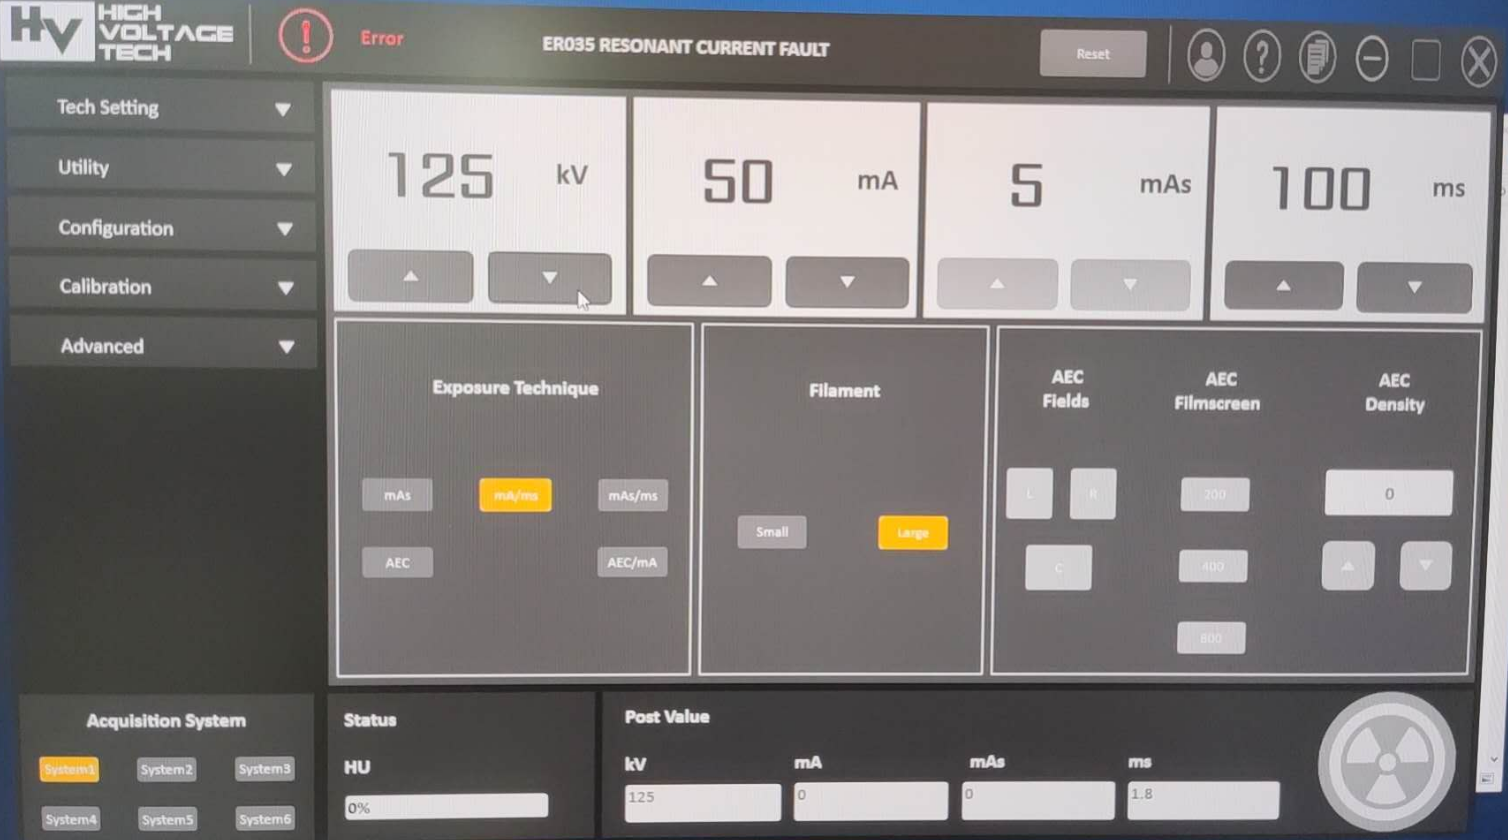 HV HIGH
VOLTAGE
TECH
Error
ER035 RESONANT CURRENT FAULT
Reset
?
Tech Setting
Utility
Configuration
Calibration
Advanced
125 kV
50 mA
5 mAs
100 ms
Exposure Technique
mAs mA/ms mAs/ms
AEC AEC/mA
Filament
Small Large
AEC
Fields
L R
C
AEC
Filmscreen
200
400
800
AEC
Density
0
Acquisition System
System1 System2 System3
System4 System5 System6
Status
HU
0%
Post Value
kV mA mAs ms
125 0 0 1.8